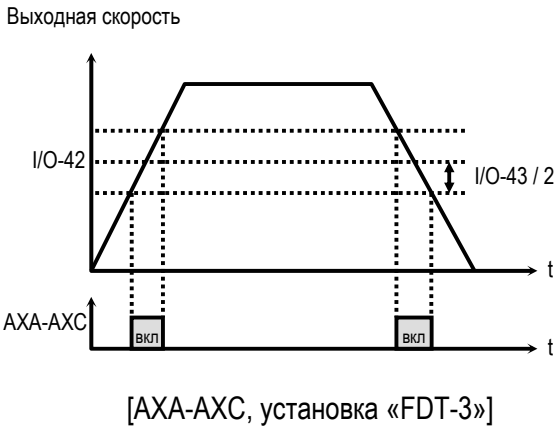 Выходная скорость
I/O-42
I/O-43 / 2
t
AXA-AXC
вкл
вкл
t
[AXA-AXC, установка «FDT-3»]